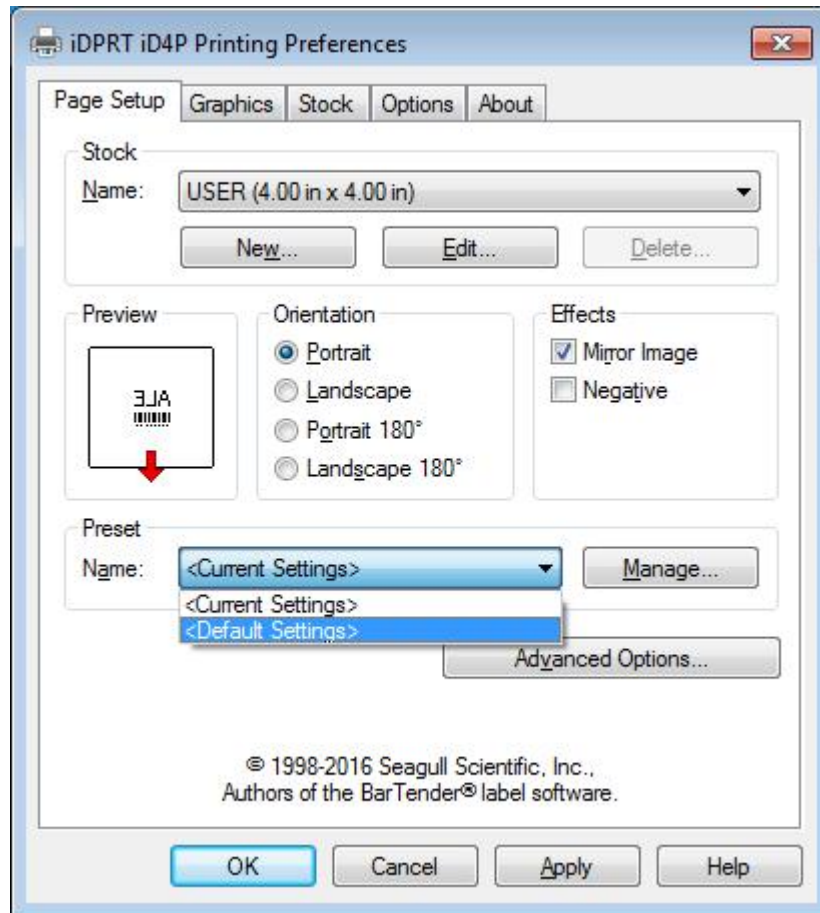 iDPRT iD4P Printing Preferences
Page Setup Graphics Stock Options About
Stock
Name: USER (4.00 in x 4.00 in)
New... Edit... Delete...
Preview Orientation Effects
Portrait Mirror Image
ALE Landscape Negative
Portrait 180°
Landscape 180°
Preset
Name: <Current Settings> Manage...
<Current Settings>
<Default Settings>
Advanced Options...
© 1998-2016 Seagull Scientific, Inc.,
Authors of the BarTender® label software.
OK Cancel Apply Help